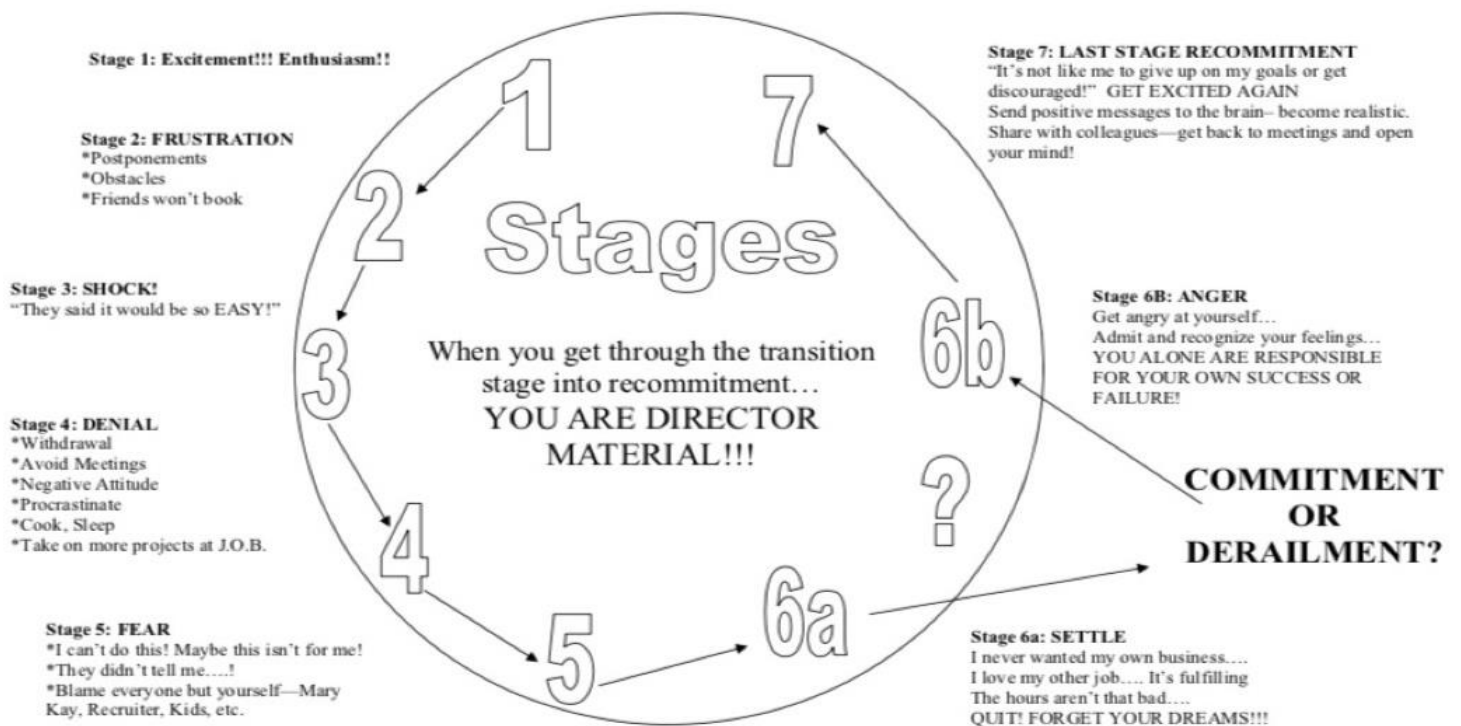 Stage 1: Excitement!!! Enthusiasm!!
Stage 2: FRUSTRATION
*Postponements
*Obstacles
*Friends won't book
Stage 3: SHOCK!
"They said it would be so EASY!"
Stage 4: DENIAL
*Withdrawal
*Avoid Meetings
*Negative Attitude
*Procrastinate
*Cook, Sleep
*Take on more projects at J.O.B.
Stage 5: FEAR
*I can't do this! Maybe this isn't for me!
*They didn't tell me....!
*Blame everyone but yourself—Mary
Kay, Recruiter, Kids, etc.
1
2
3
4
5
6a
?
6b
7
Stages
When you get through the transition
stage into recommitment…
YOU ARE DIRECTOR
MATERIAL!!!
Stage 7: LAST STAGE RECOMMITMENT
"It's not like me to give up on my goals or get
discouraged!" GET EXCITED AGAIN
Send positive messages to the brain– become realistic.
Share with colleagues—get back to meetings and open
your mind!
Stage 6B: ANGER
Get angry at yourself…
Admit and recognize your feelings…
YOU ALONE ARE RESPONSIBLE
FOR YOUR OWN SUCCESS OR
FAILURE!
COMMITMENT
OR
DERAILMENT?
Stage 6a: SETTLE
I never wanted my own business….
I love my other job…. It's fulfilling
The hours aren't that bad….
QUIT! FORGET YOUR DREAMS!!!